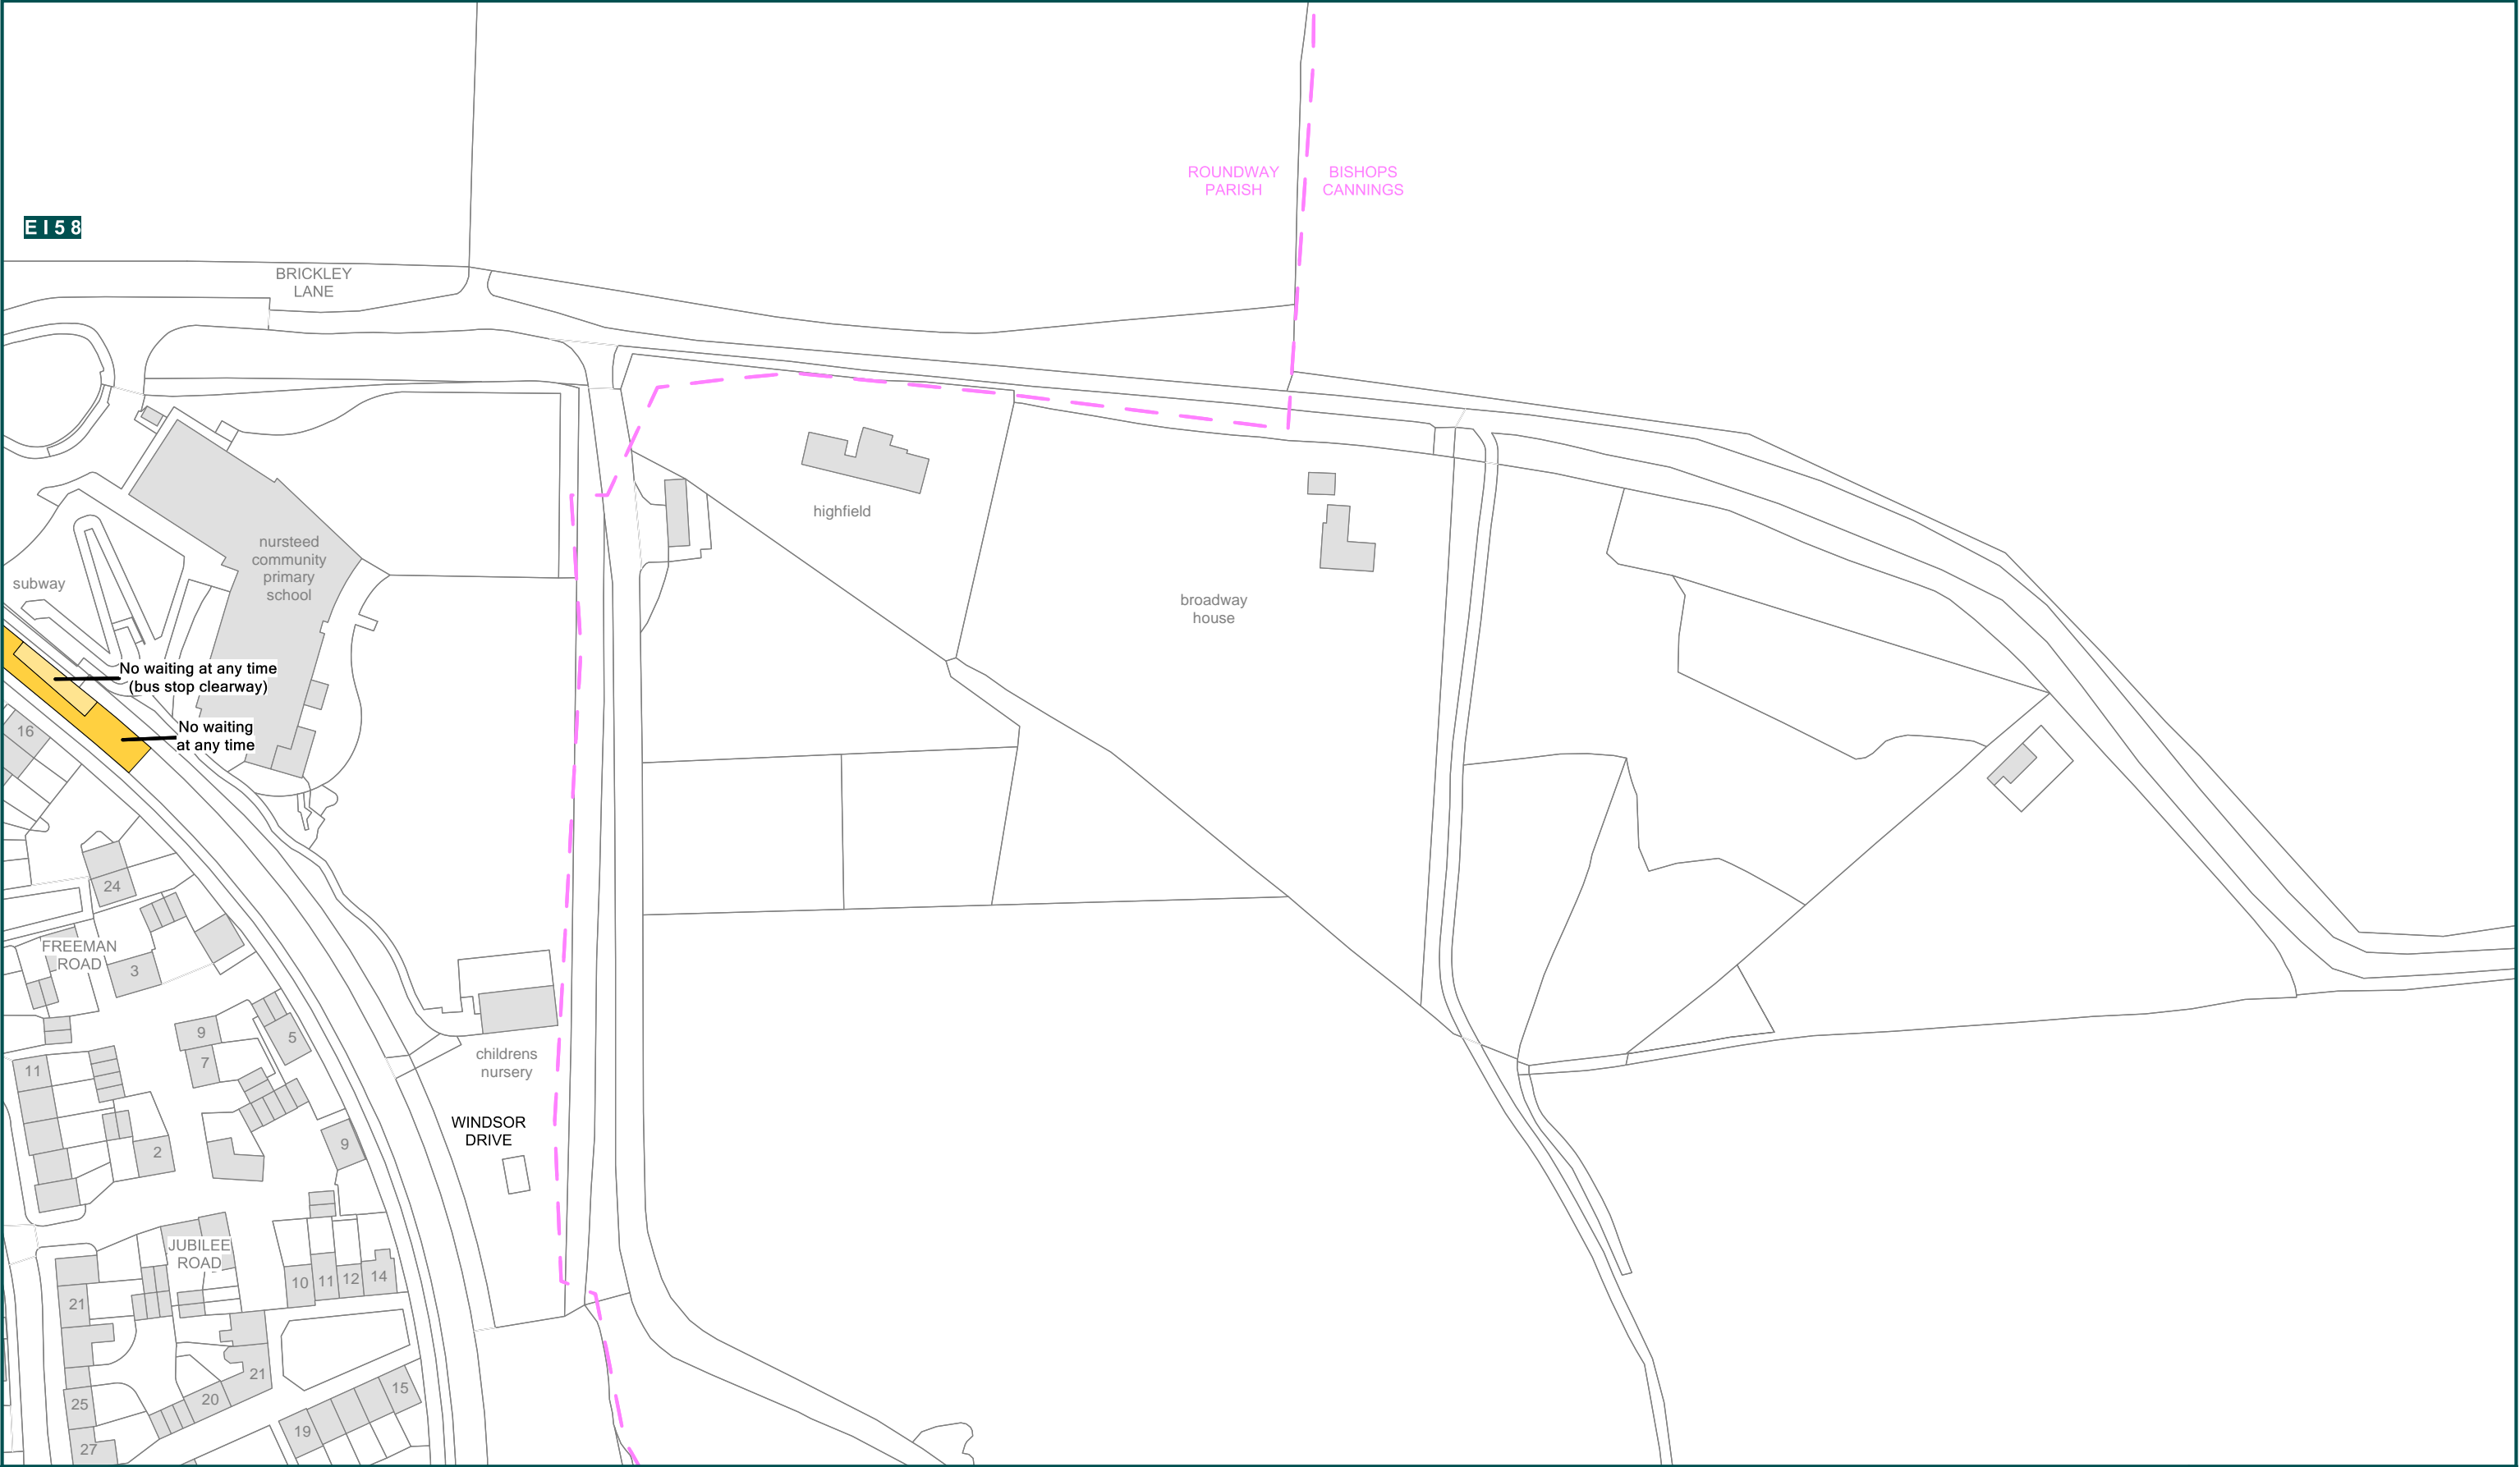 ROUNDWAY
PARISH
BISHOPS
CANNINGS
E I 5 8
BRICKLEY
LANE
highfield
nursteed
community
primary
school
subway
broadway
house
No waiting at any time
(bus stop clearway)
No waiting
at any time
16
24
FREEMAN
ROAD
3
9
5
7
11
childrens
nursery
WINDSOR
DRIVE
9
2
JUBILEE
ROAD
10
11
12
14
21
21
15
20
25
19
27